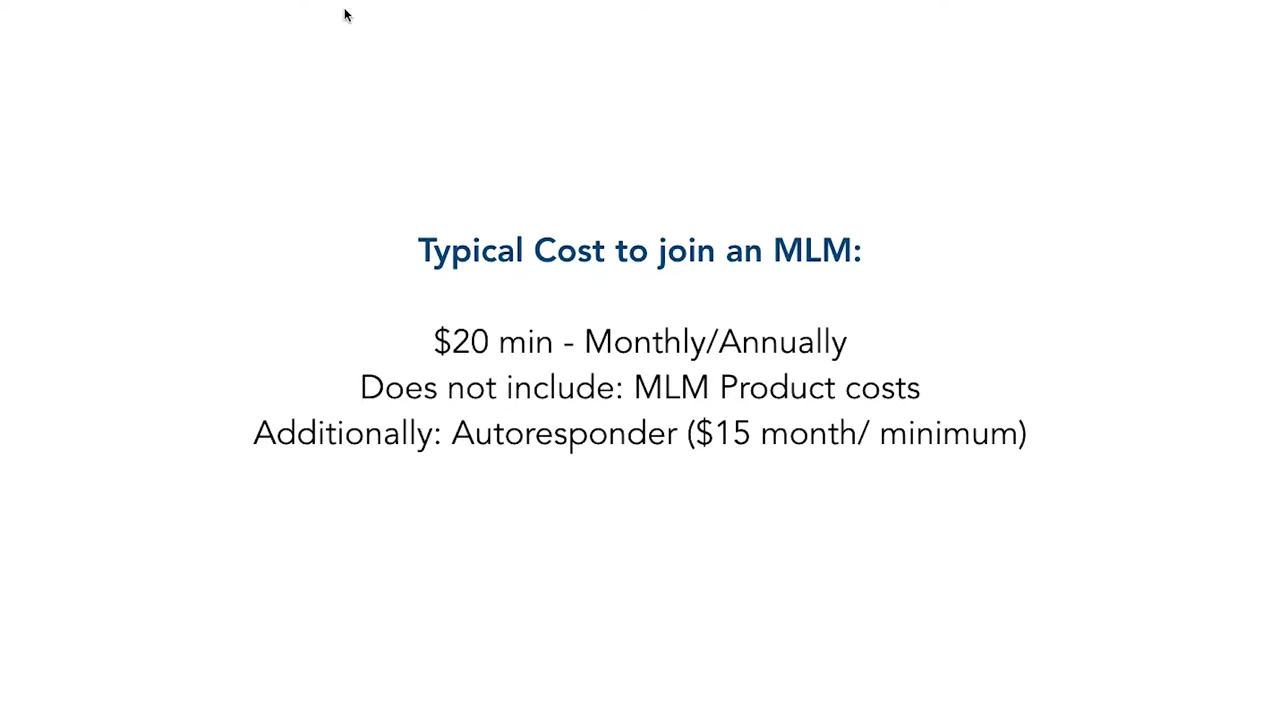 Typical Cost to join an MLM:
$20 min - Monthly/Annually
Does not include: MLM Product costs
Additionally: Autoresponder ($15 month/ minimum)